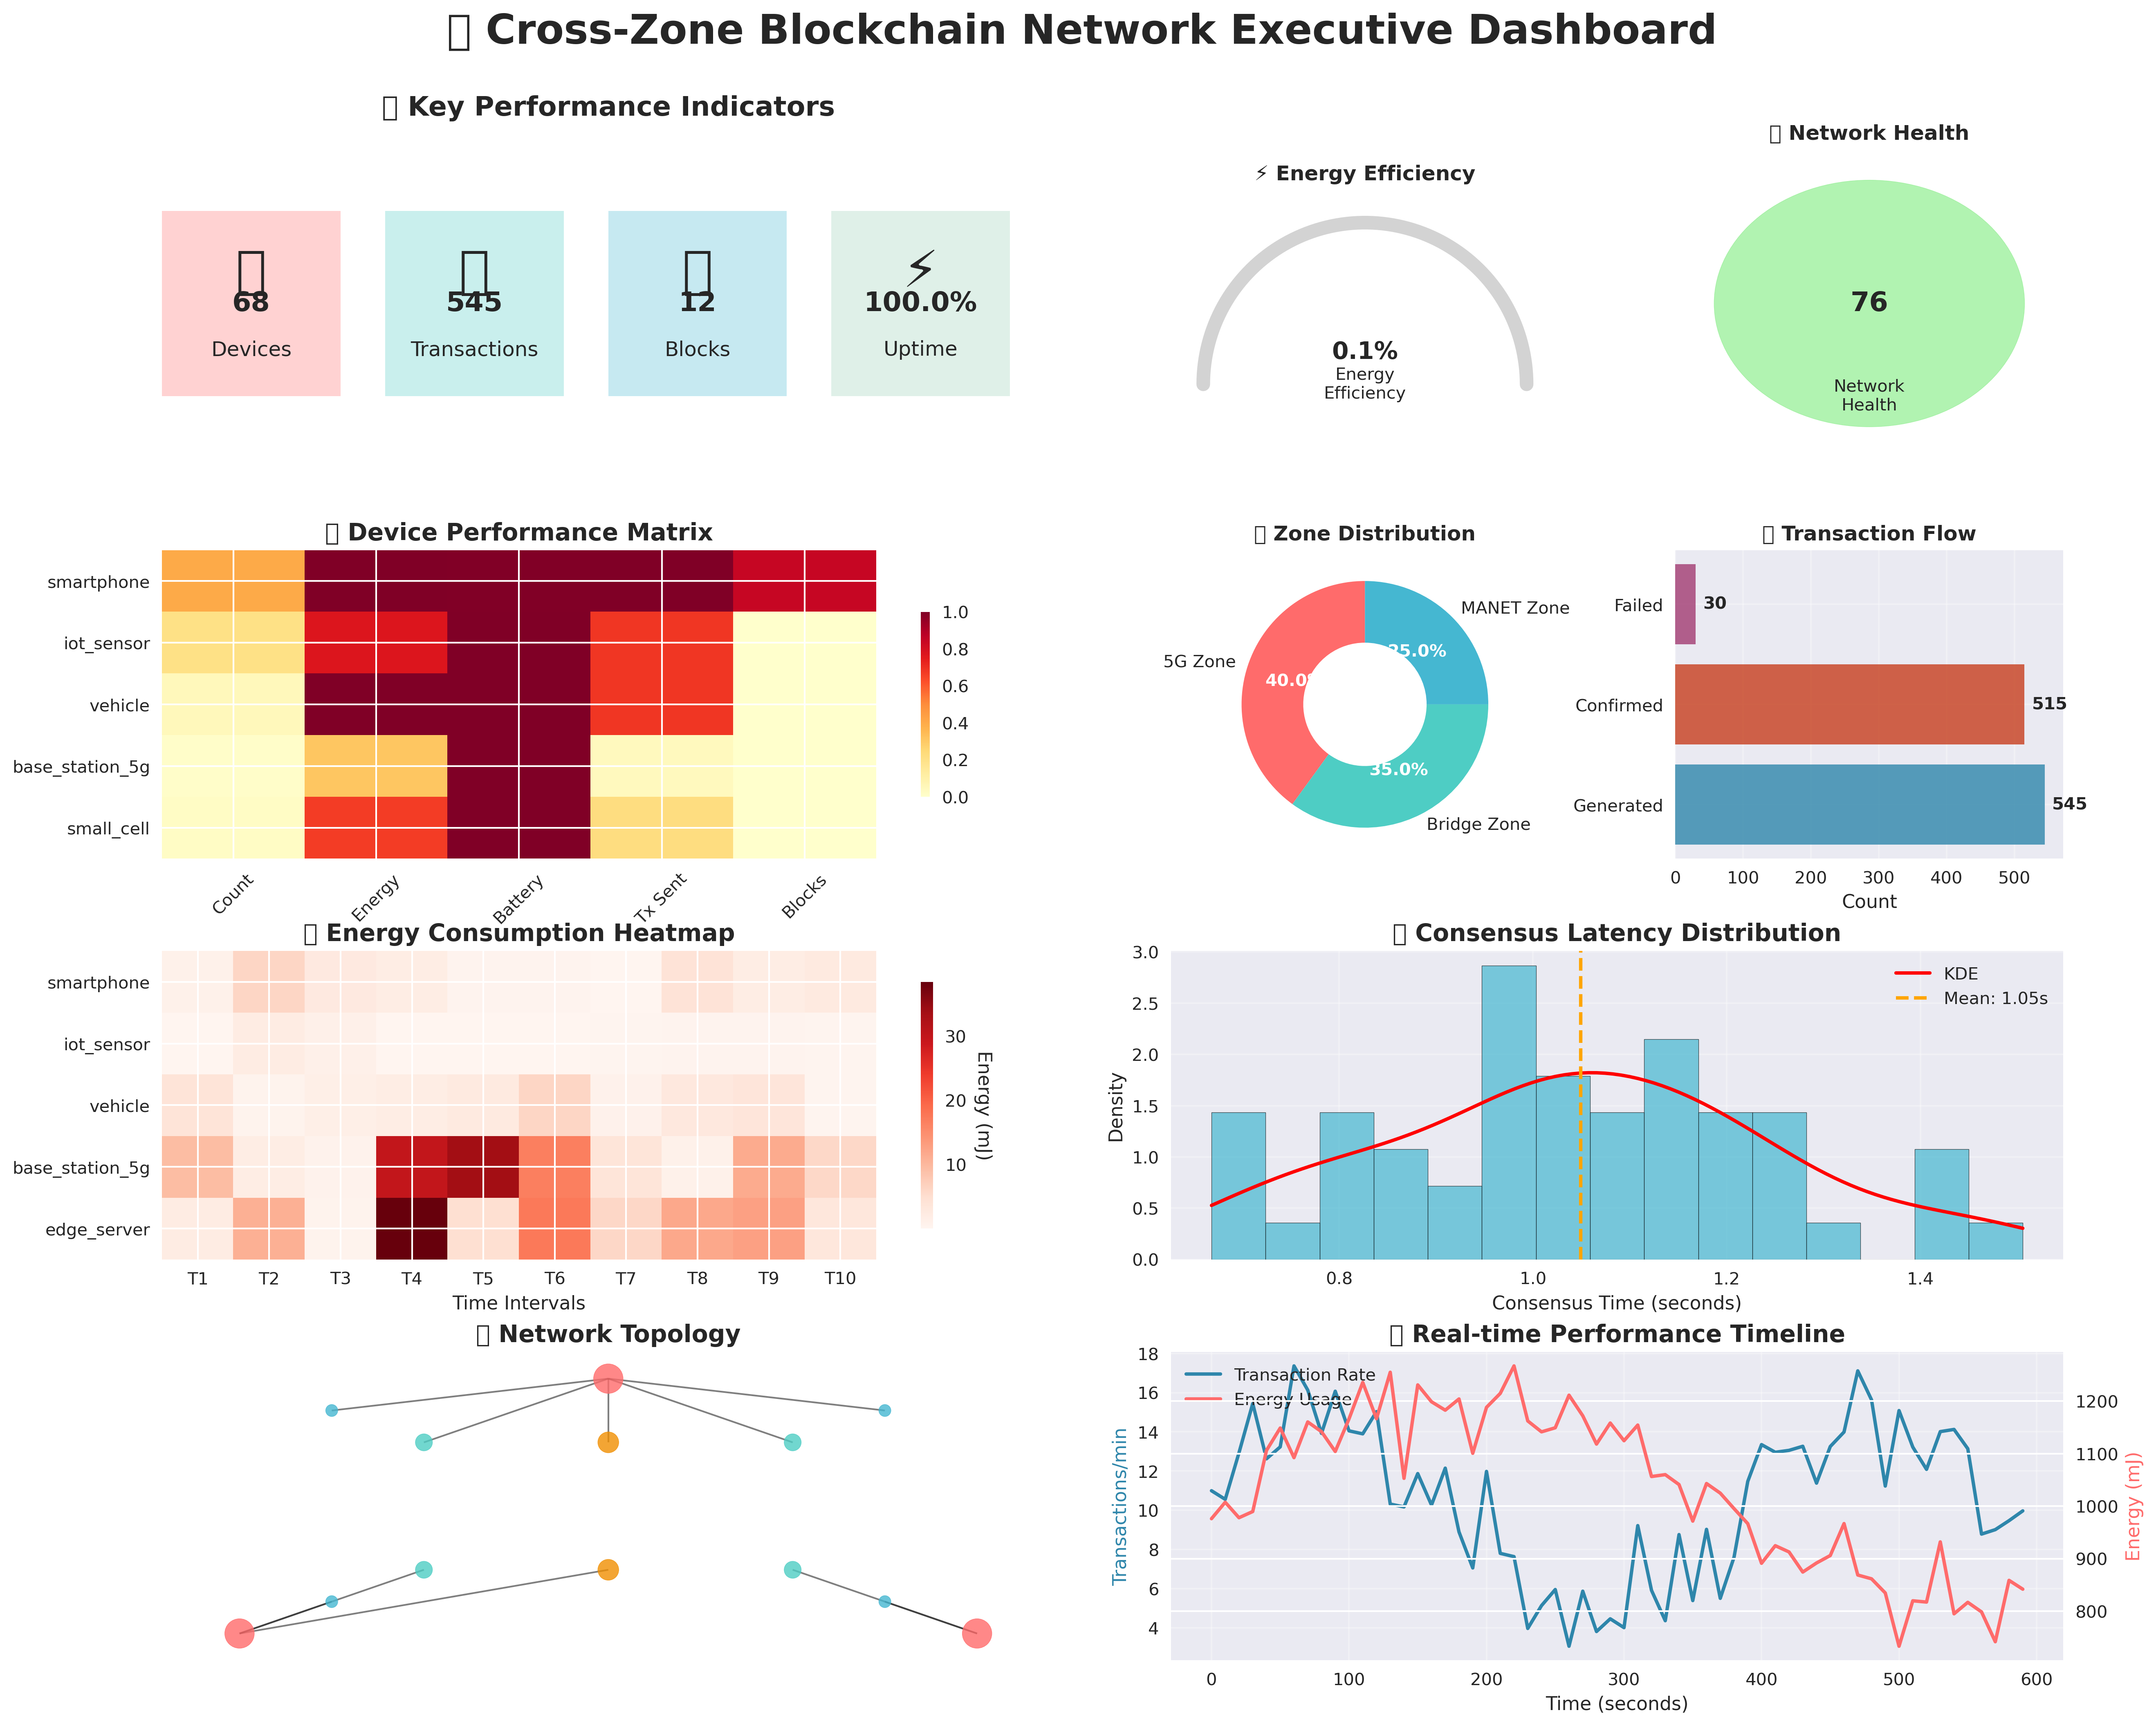 Cross-Zone Blockchain Network Executive Dashboard
Key Performance Indicators
68
Devices
545
Transactions
12
Blocks
⚡
100.0%
Uptime
⚡ Energy Efficiency
0.1%
Energy
Efficiency
Network Health
76
Network
Health
Device Performance Matrix
smartphone
iot_sensor
vehicle
base_station_5g
small_cell
Count
Energy
Battery
Tx Sent
Blocks
1.0
0.8
0.6
0.4
0.2
0.0
Zone Distribution
MANET Zone
25.0%
5G Zone
40.0%
35.0%
Bridge Zone
Transaction Flow
Failed
30
Confirmed
515
Generated
545
0 100 200 300 400 500
Count
Energy Consumption Heatmap
smartphone
iot_sensor
vehicle
base_station_5g
edge_server
T1 T2 T3 T4 T5 T6 T7 T8 T9 T10
Time Intervals
30
20
10
Energy (mJ)
Consensus Latency Distribution
KDE
Mean: 1.05s
3.0
2.5
2.0
1.5
1.0
0.5
0.0
Density
0.8 1.0 1.2 1.4
Consensus Time (seconds)
Network Topology
Real-time Performance Timeline
Transaction Rate
Energy Usage
18
16
14
12
10
8
6
4
Transactions/min
1200
1100
1000
900
800
Energy (mJ)
0 100 200 300 400 500 600
Time (seconds)